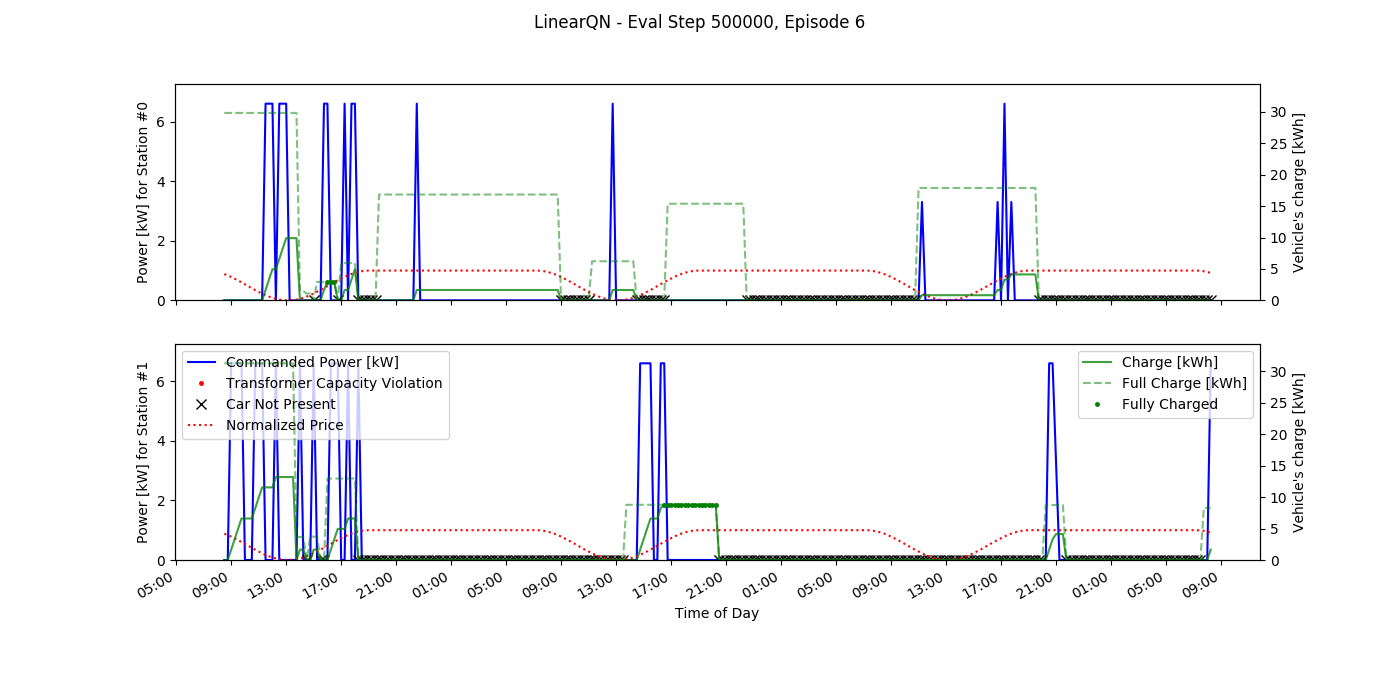 LinearQN - Eval Step 500000, Episode 6
Power [kW] for Station #0
6
4
2
0
30
25
20
15
10
5
0
Vehicle's charge [kWh]
Power [kW] for Station #1
6
4
2
0
Commanded Power [kW]
Transformer Capacity Violation
Car Not Present
Normalized Price
Charge [kWh]
Full Charge [kWh]
Fully Charged
30
25
20
15
10
5
0
Vehicle's charge [kWh]
05:00 09:00 13:00 17:00 21:00 01:00 05:00 09:00 13:00 17:00 21:00 01:00 05:00 09:00 13:00 17:00 21:00 01:00 05:00 09:00
Time of Day